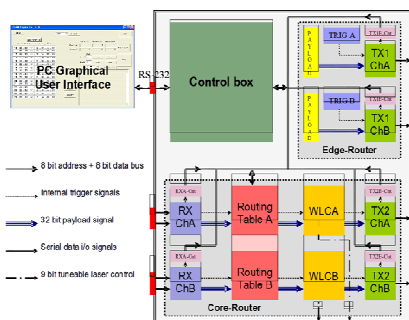 PC Graphical
User Interface
RS-232
Control box
PAYLOAD
TRIG A
TX1
ChA
PAYLOAD
TRIG B
TX1
ChB
Edge-Router
8 bit address + 8 bit data bus
Internal trigger signals
32 bit payload signal
Serial data i/o signals
9 bit tuneable laser control
RX
ChA
Routing
Table A
WLCA
TX2
ChA
RX
ChB
Routing
Table B
WLCB
TX2
ChB
Core-Router